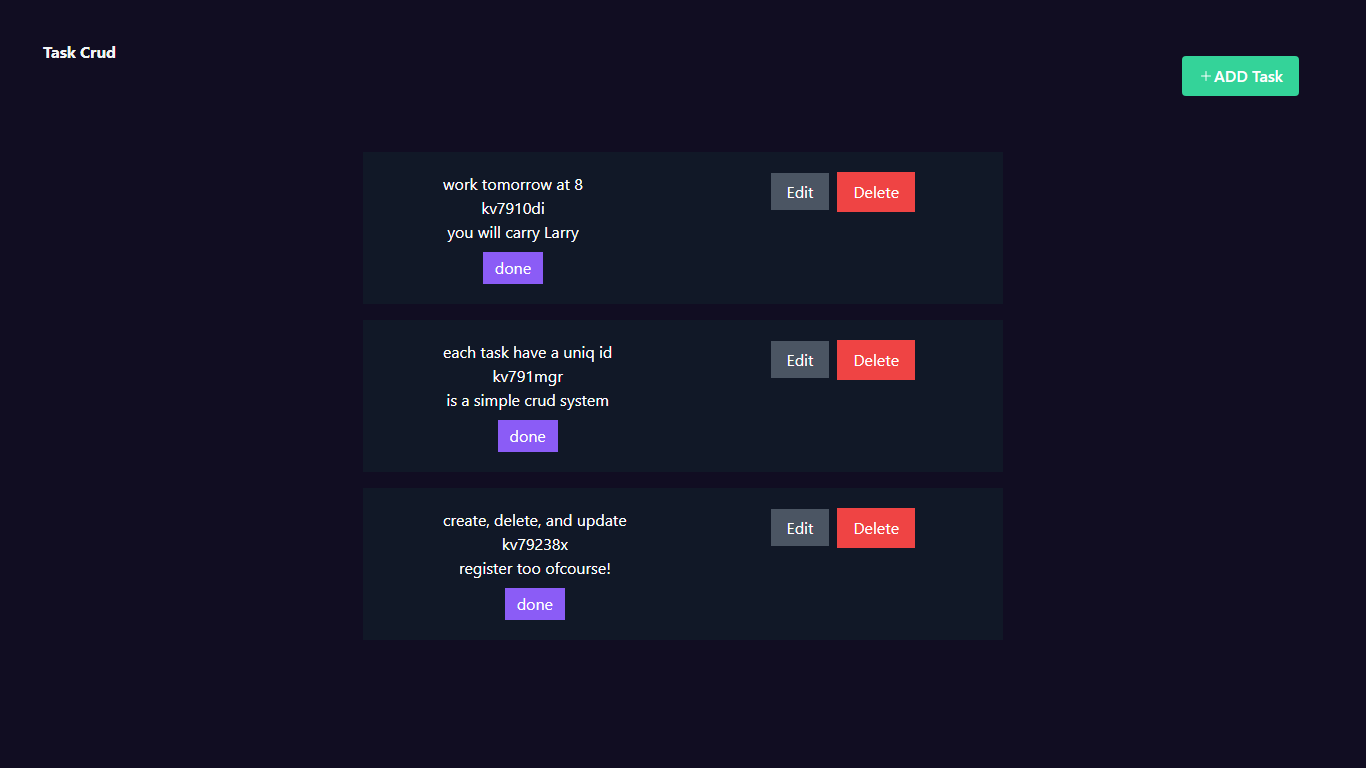 Task Crud
+ ADD Task
work tomorrow at 8
Edit
Delete
kv7910di
you will carry Larry
done
each task have a uniq id
Edit
Delete
kv791mgr
is a simple crud system
done
create, delete, and update
Edit
Delete
kv79238x
register too ofcourse!
done